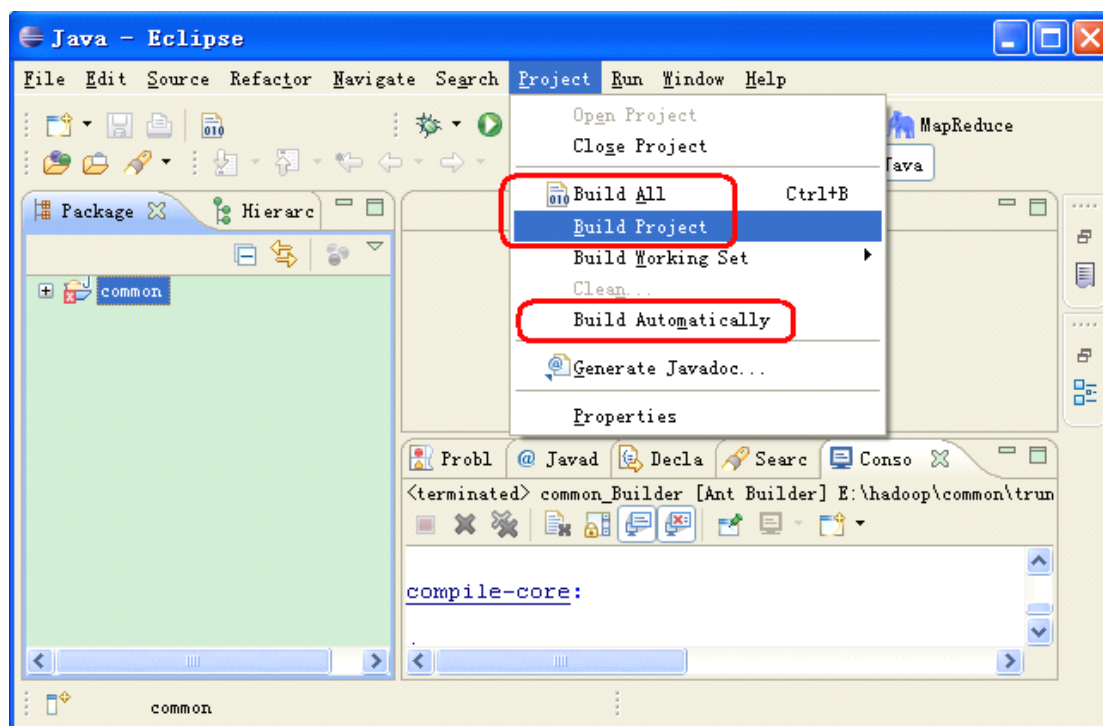 Java - Eclipse
File Edit Source Refactor Navigate Search Project Run Window Help
Open Project
MapReduce
Close Project
Java
Build All Ctrl+B
Package Hierarc
Build Project
Build Working Set
Clean...
common
Build Automatically
Generate Javadoc...
Properties
Probl @ Javad Decla Searc Conso
<terminated> common_Builder [Ant Builder] E:\hadoop\common\trun
compile-core:
common